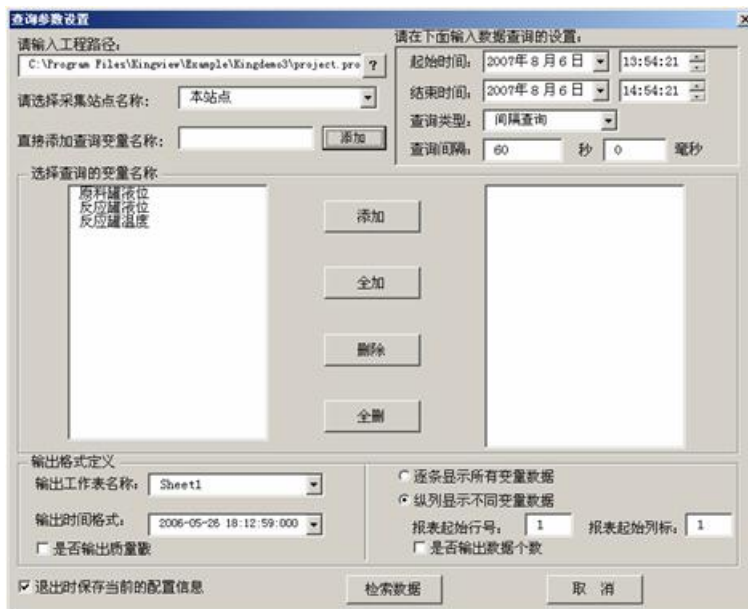 查询参数设置
请输入工程路径:
C:\Program Files\Kingview\Example\Kingdemo3\project.pro ?
请选择采集站点名称: 本站点
直接添加查询变量名称: 添加
请在下面输入数据查询的设置:
起始时间: 2007年 8 月 6 日 13:54:21
结束时间: 2007年 8 月 6 日 14:54:21
查询类型: 间隔查询
查询间隔: 60 秒 0 毫秒
选择查询的变量名称
原料罐液位
反应罐液位
反应罐温度
添加
全加
删除
全删
输出格式定义
输出工作表名称: Sheet1
输出时间格式: 2006-05-26 18:12:59:000
是否输出质量戳
逐条显示所有变量数据
纵列显示不同变量数据
报表起始行号: 1 报表起始列标: 1
是否输出数据个数
退出时保存当前的配置信息
检索数据
取 消